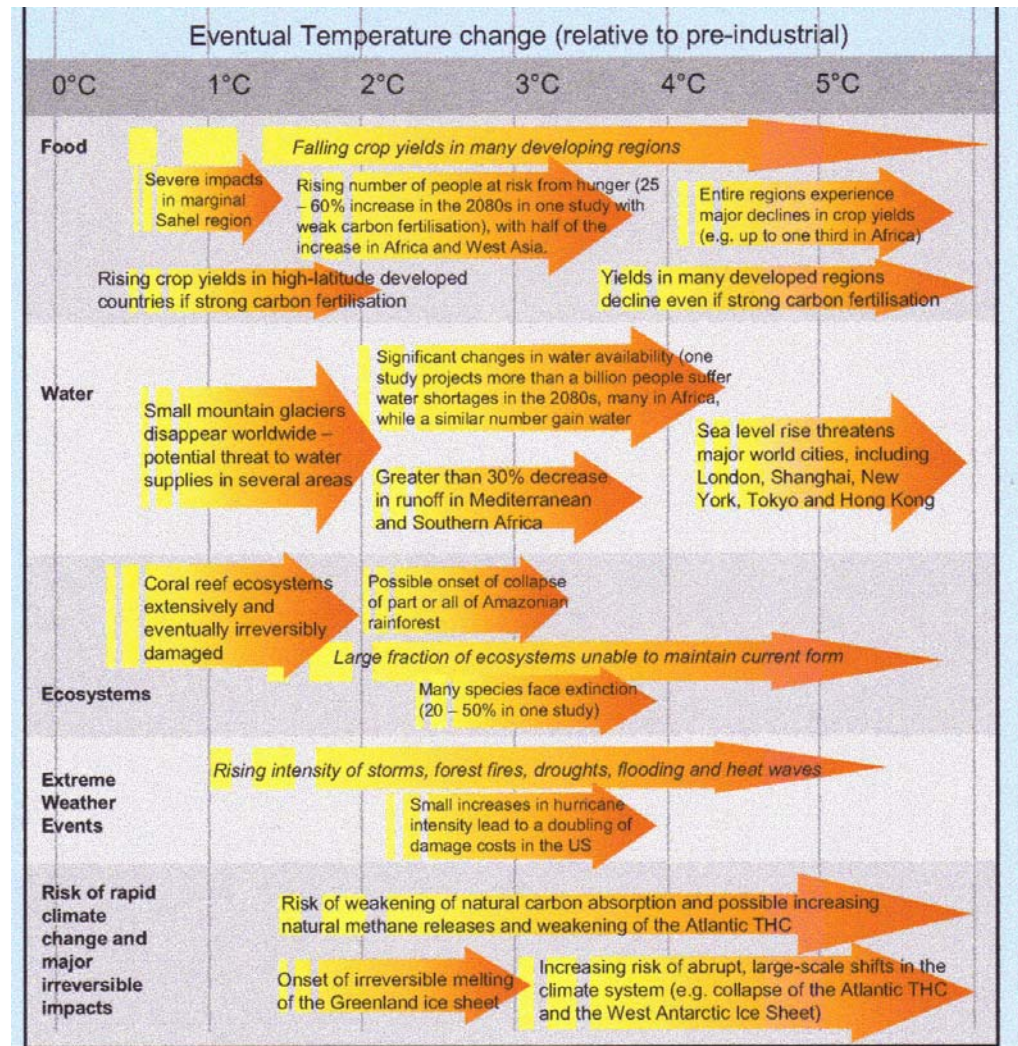 Eventual Temperature change (relative to pre-industrial)
0°C 1°C 2°C 3°C 4°C 5°C
Food
Falling crop yields in many developing regions
Severe impacts
in marginal
Sahel region
Rising number of people at risk from hunger (25
– 60% increase in the 2080s in one study with
weak carbon fertilisation), with half of the
increase in Africa and West Asia.
Entire regions experience
major declines in crop yields
(e.g. up to one third in Africa)
Rising crop yields in high-latitude developed
countries if strong carbon fertilisation
Yields in many developed regions
decline even if strong carbon fertilisation
Water
Small mountain glaciers
disappear worldwide –
potential threat to water
supplies in several areas
Significant changes in water availability (one
study projects more than a billion people suffer
water shortages in the 2080s, many in Africa,
while a similar number gain water
Greater than 30% decrease
in runoff in Mediterranean
and Southern Africa
Sea level rise threatens
major world cities, including
London, Shanghai, New
York, Tokyo and Hong Kong
Ecosystems
Coral reef ecosystems
extensively and
eventually irreversibly
damaged
Possible onset of collapse
of part or all of Amazonian
rainforest
Large fraction of ecosystems unable to maintain current form
Many species face extinction
(20 – 50% in one study)
Extreme
Weather
Events
Rising intensity of storms, forest fires, droughts, flooding and heat waves
Small increases in hurricane
intensity lead to a doubling of
damage costs in the US
Risk of rapid
climate
change and
major
irreversible
impacts
Risk of weakening of natural carbon absorption and possible increasing
natural methane releases and weakening of the Atlantic THC
Onset of irreversible melting
of the Greenland ice sheet
Increasing risk of abrupt, large-scale shifts in the
climate system (e.g. collapse of the Atlantic THC
and the West Antarctic Ice Sheet)